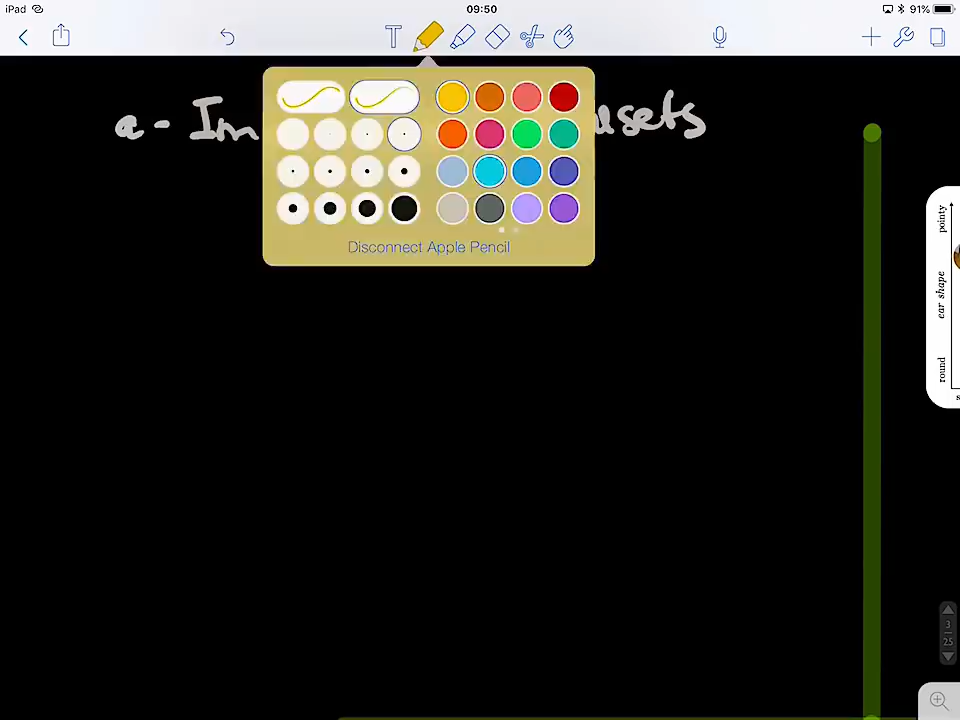 iPad 09:50 91%
T
a - Im
sets
Disconnect Apple Pencil
pointy
ear shape
round
s
3
25